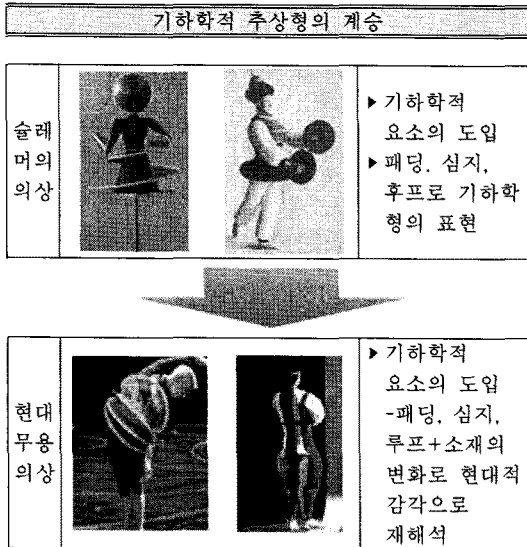 기하학적 추상형의 계승
슐레
머의
의상
▶ 기하학적
요소의 도입
▶ 패딩. 심지,
후프로 기하학
형의 표현
현대
무용
의상
▶ 기하학적
요소의 도입
-패딩, 심지,
루프+소재의
변화로 현대적
감각으로
재해석